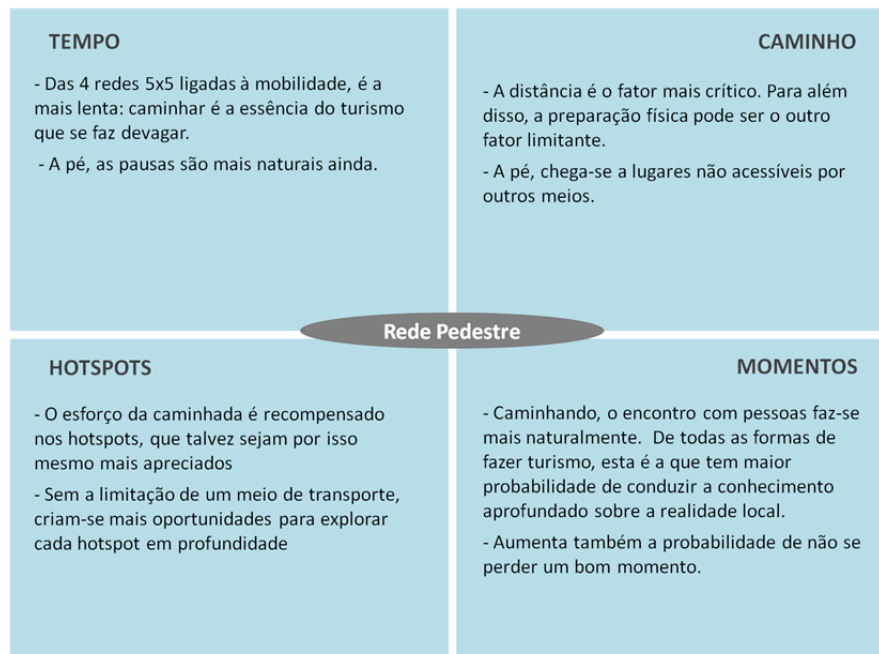 TEMPO
- Das 4 redes 5x5 ligadas à mobilidade, é a
mais lenta: caminhar é a essência do turismo
que se faz devagar.
- A pé, as pausas são mais naturais ainda.
CAMINHO
- A distância é o fator mais crítico. Para além
disso, a preparação física pode ser o outro
fator limitante.
- A pé, chega-se a lugares não acessíveis por
outros meios.
Rede Pedestre
HOTSPOTS
- O esforço da caminhada é recompensado
nos hotspots, que talvez sejam por isso
mesmo mais apreciados
- Sem a limitação de um meio de transporte,
criam-se mais oportunidades para explorar
cada hotspot em profundidade
MOMENTOS
- Caminhando, o encontro com pessoas faz-se
mais naturalmente.  De todas as formas de
fazer turismo, esta é a que tem maior
probabilidade de conduzir a conhecimento
aprofundado sobre a realidade local.
- Aumenta também a probabilidade de não se
perder um bom momento.